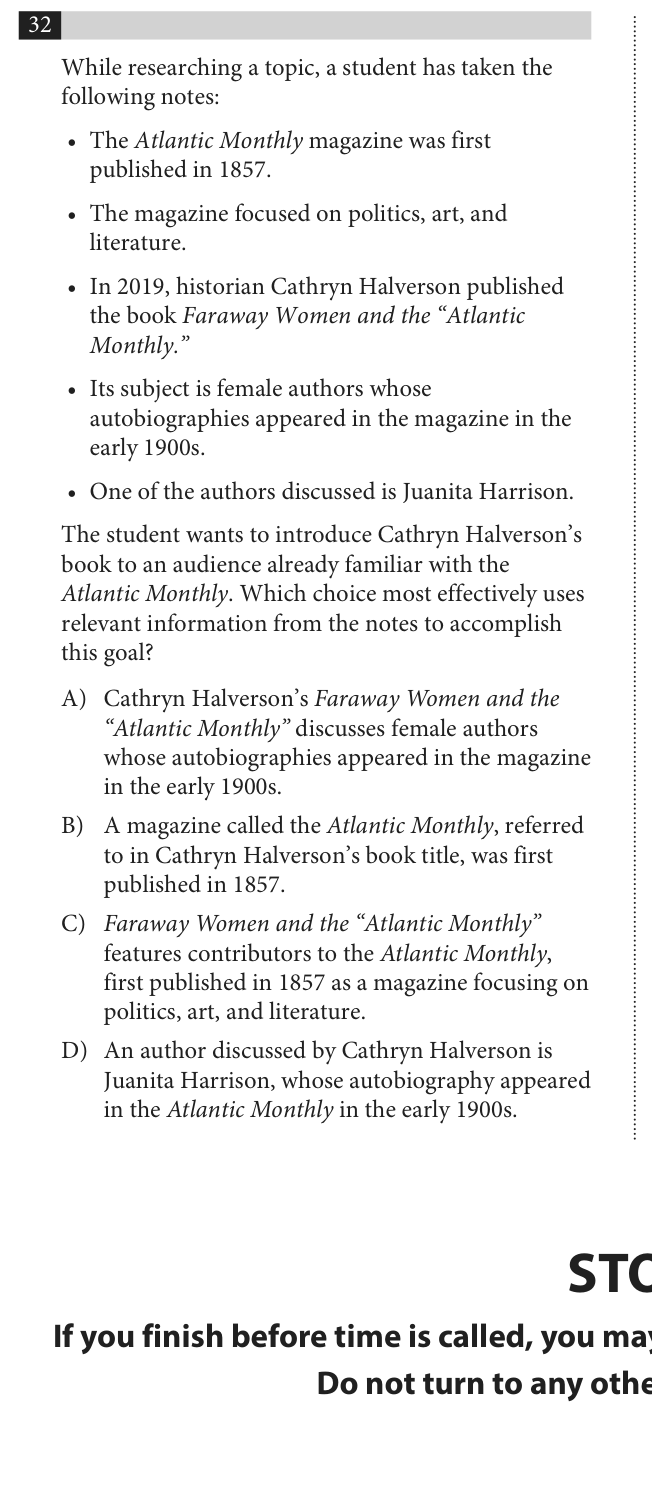 32
While researching a topic, a student has taken the
following notes:
• The Atlantic Monthly magazine was first
published in 1857.
• The magazine focused on politics, art, and
literature.
• In 2019, historian Cathryn Halverson published
the book Faraway Women and the “Atlantic
Monthly.”
• Its subject is female authors whose
autobiographies appeared in the magazine in the
early 1900s.
• One of the authors discussed is Juanita Harrison.
The student wants to introduce Cathryn Halverson’s
book to an audience already familiar with the
Atlantic Monthly. Which choice most effectively uses
relevant information from the notes to accomplish
this goal?
A) Cathryn Halverson’s Faraway Women and the
“Atlantic Monthly” discusses female authors
whose autobiographies appeared in the magazine
in the early 1900s.
B) A magazine called the Atlantic Monthly, referred
to in Cathryn Halverson’s book title, was first
published in 1857.
C) Faraway Women and the “Atlantic Monthly”
features contributors to the Atlantic Monthly,
first published in 1857 as a magazine focusing on
politics, art, and literature.
D) An author discussed by Cathryn Halverson is
Juanita Harrison, whose autobiography appeared
in the Atlantic Monthly in the early 1900s.
STO
If you finish before time is called, you may
Do not turn to any othe